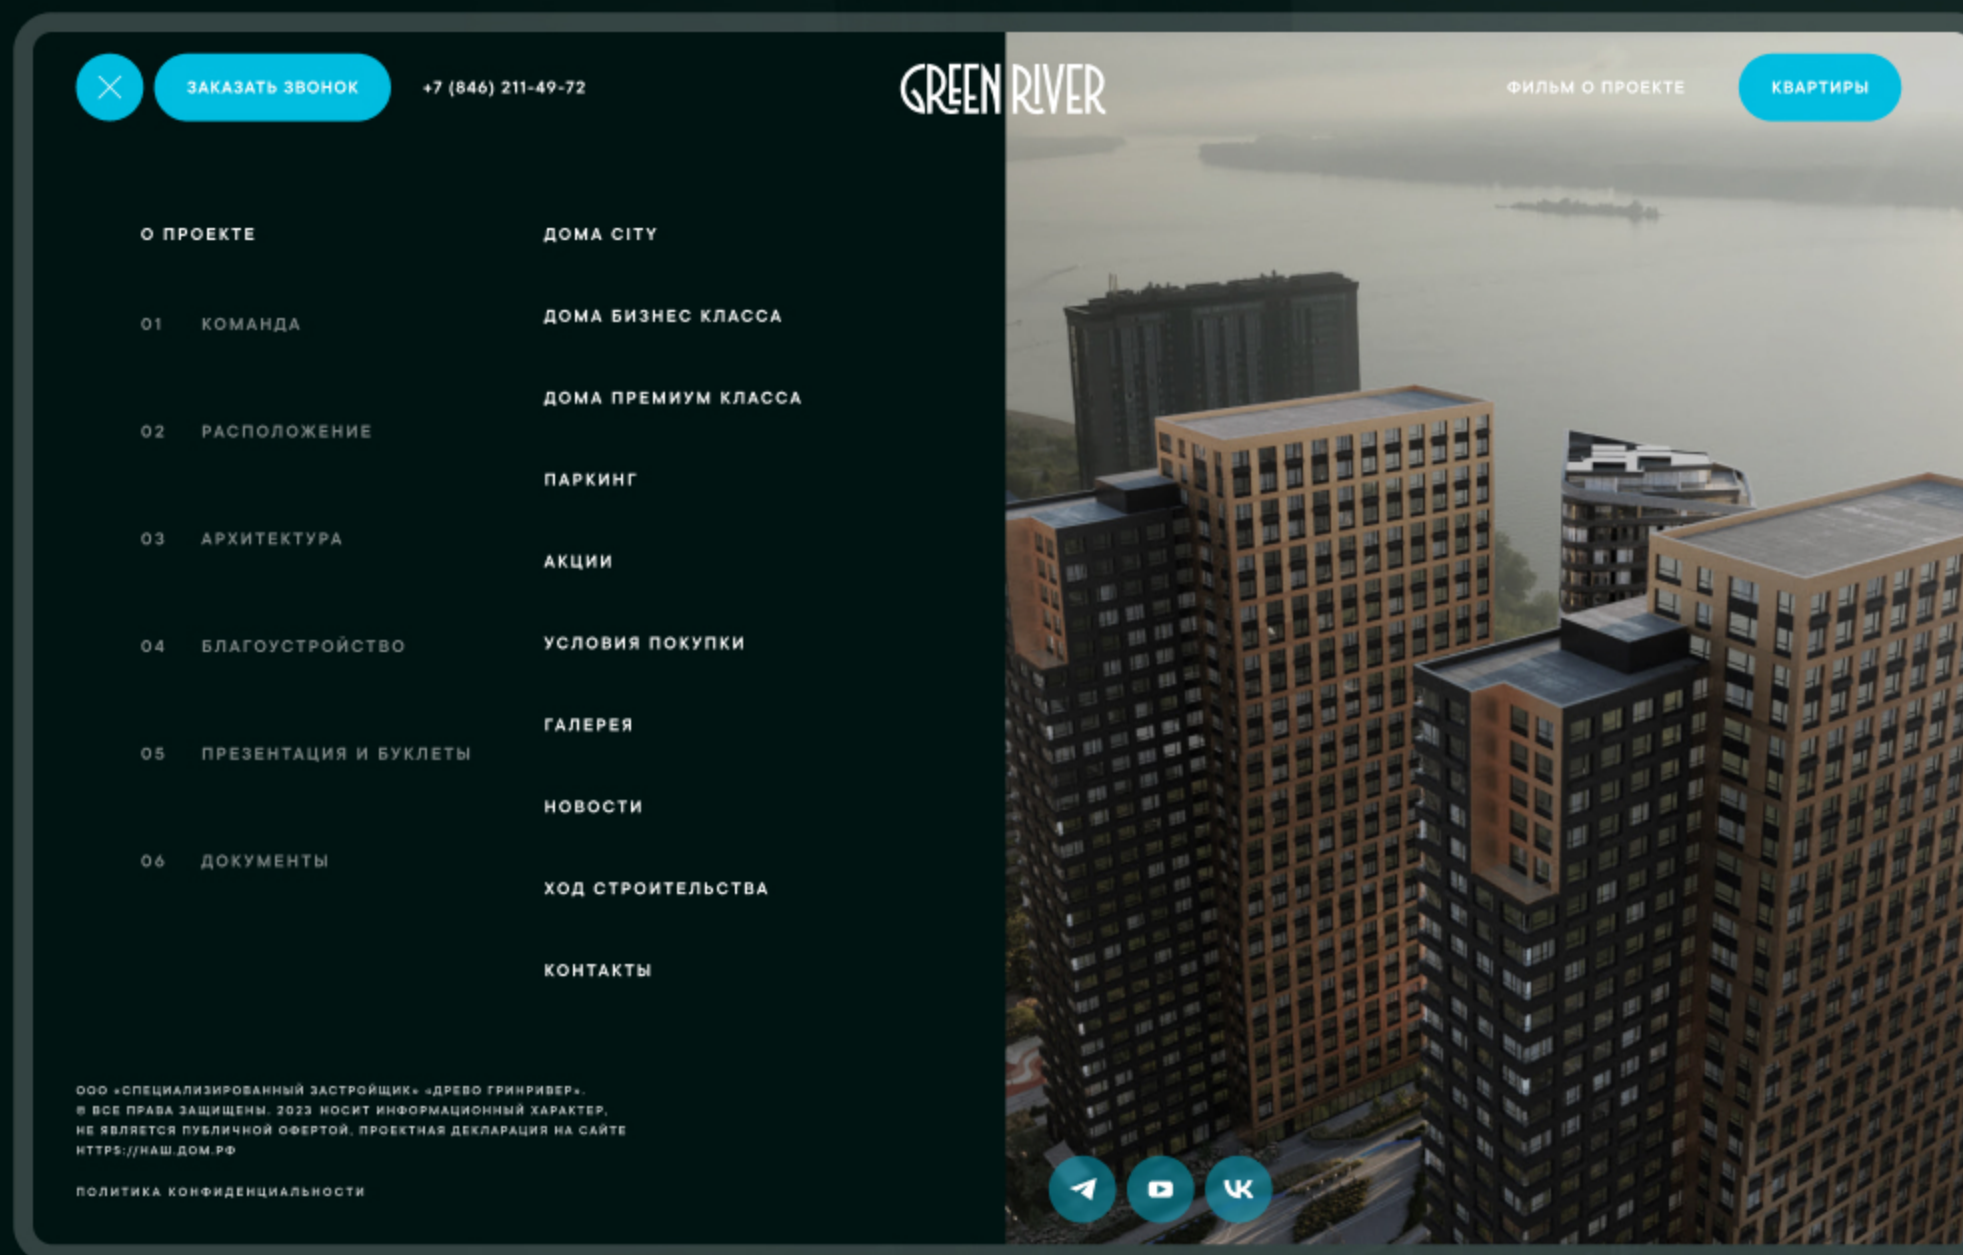 ЗАКАЗАТЬ ЗВОНОК
+7 (846) 211-49-72
GREEN RIVER
ФИЛЬМ О ПРОЕКТЕ
КВАРТИРЫ
О ПРОЕКТЕ
01 КОМАНДА
02 РАСПОЛОЖЕНИЕ
03 АРХИТЕКТУРА
04 БЛАГОУСТРОЙСТВО
05 ПРЕЗЕНТАЦИЯ И БУКЛЕТЫ
06 ДОКУМЕНТЫ
ДОМА CITY
ДОМА БИЗНЕС КЛАССА
ДОМА ПРЕМИУМ КЛАССА
ПАРКИНГ
АКЦИИ
УСЛОВИЯ ПОКУПКИ
ГАЛЕРЕЯ
НОВОСТИ
ХОД СТРОИТЕЛЬСТВА
КОНТАКТЫ
ООО «СПЕЦИАЛИЗИРОВАННЫЙ ЗАСТРОЙЩИК» «ДРЕВО ГРИНРИВЕР».
© ВСЕ ПРАВА ЗАЩИЩЕНЫ. 2023 НОСИТ ИНФОРМАЦИОННЫЙ ХАРАКТЕР,
НЕ ЯВЛЯЕТСЯ ПУБЛИЧНОЙ ОФЕРТОЙ, ПРОЕКТНАЯ ДЕКЛАРАЦИЯ НА САЙТЕ
HTTPS://НАШ.ДОМ.РФ
ПОЛИТИКА КОНФИДЕНЦИАЛЬНОСТИ
VK